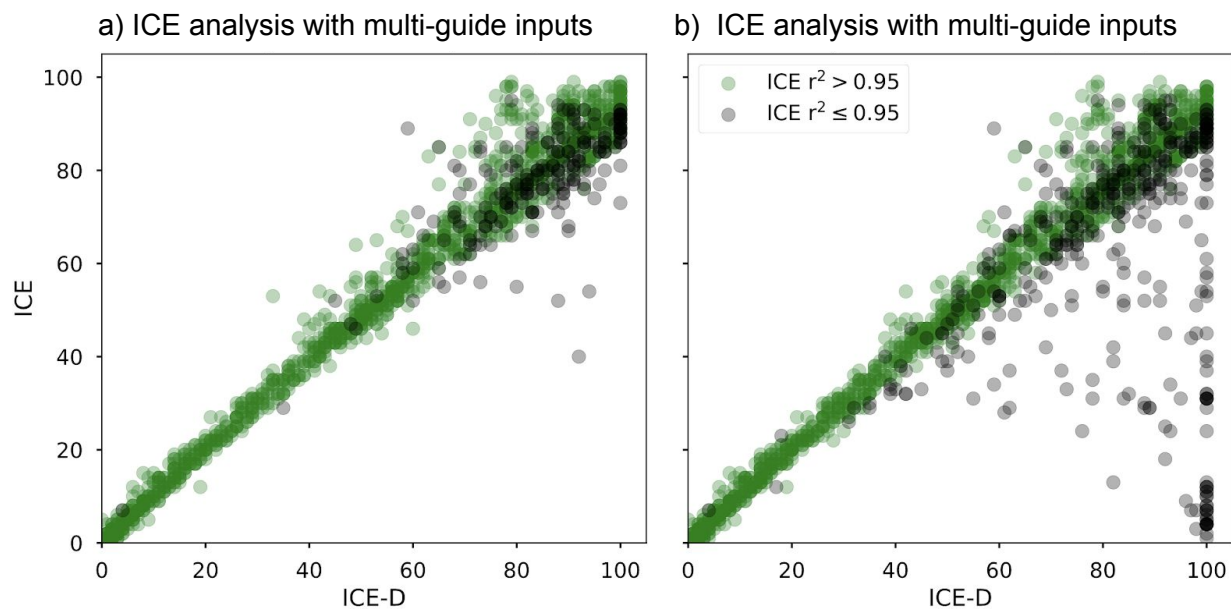 a) ICE analysis with multi-guide inputs
b) ICE analysis with multi-guide inputs
100
80
60
40
20
0
ICE
0 20 40 60 80 100
ICE-D
ICE r² > 0.95
ICE r² ≤ 0.95
0 20 40 60 80 100
ICE-D